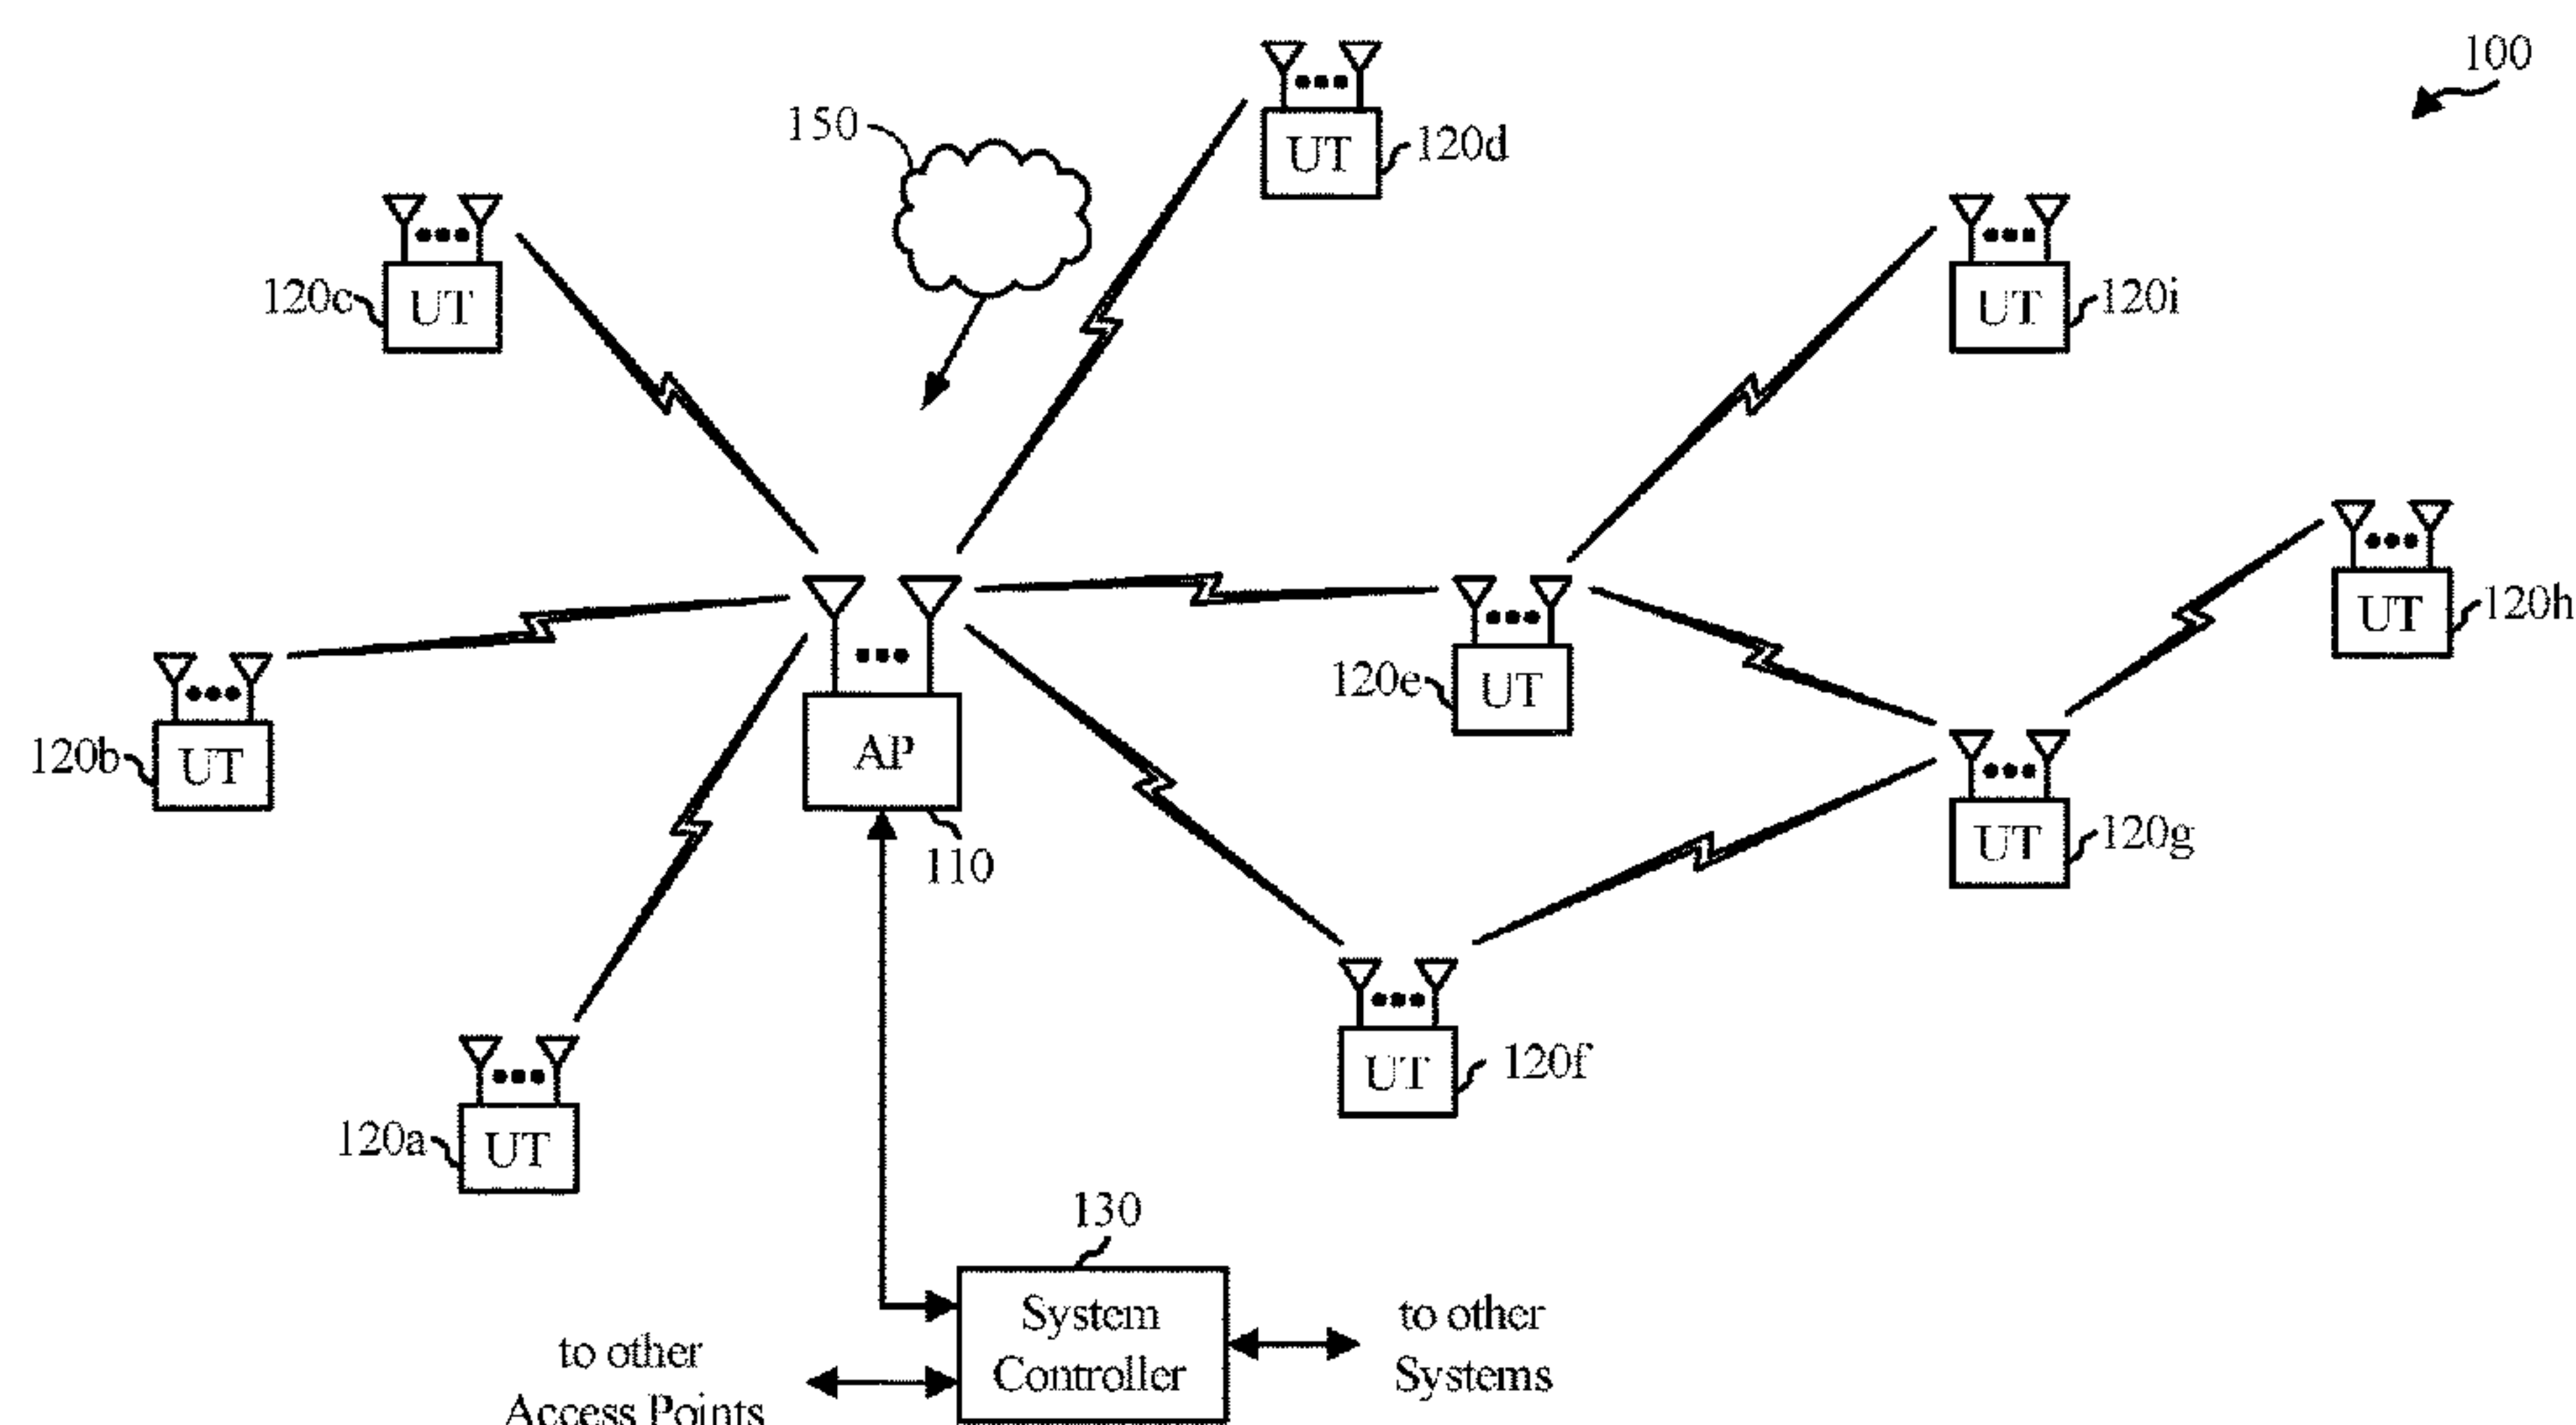 100
150
UT
120d
120c
UT
UT
120i
UT
120h
120e
UT
120b
UT
AP
110
UT
120g
UT
120f
120a
UT
130
System
Controller
to other
Systems
to other
Access Points